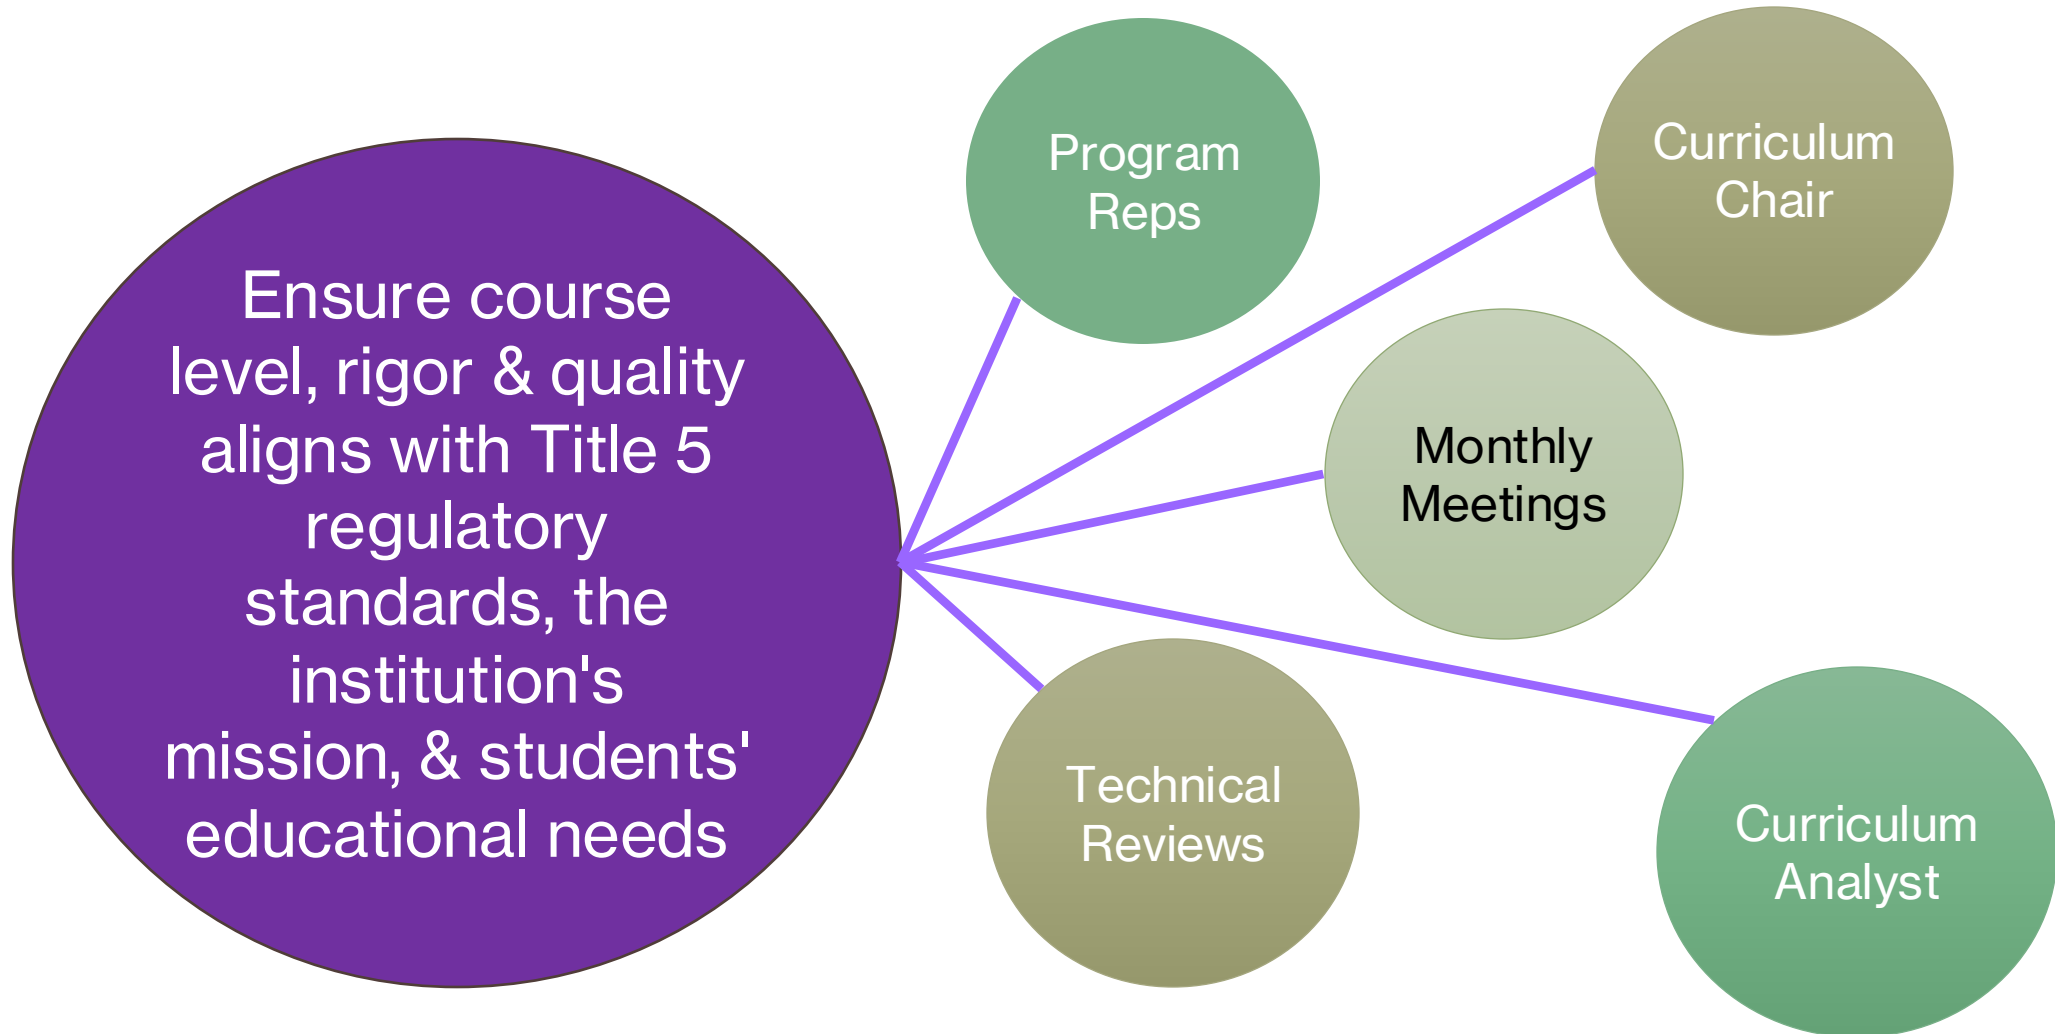 Ensure course
level, rigor & quality
aligns with Title 5
regulatory
standards, the
institution's
mission, & students'
educational needs
Program
Reps
Curriculum
Chair
Monthly
Meetings
Technical
Reviews
Curriculum
Analyst